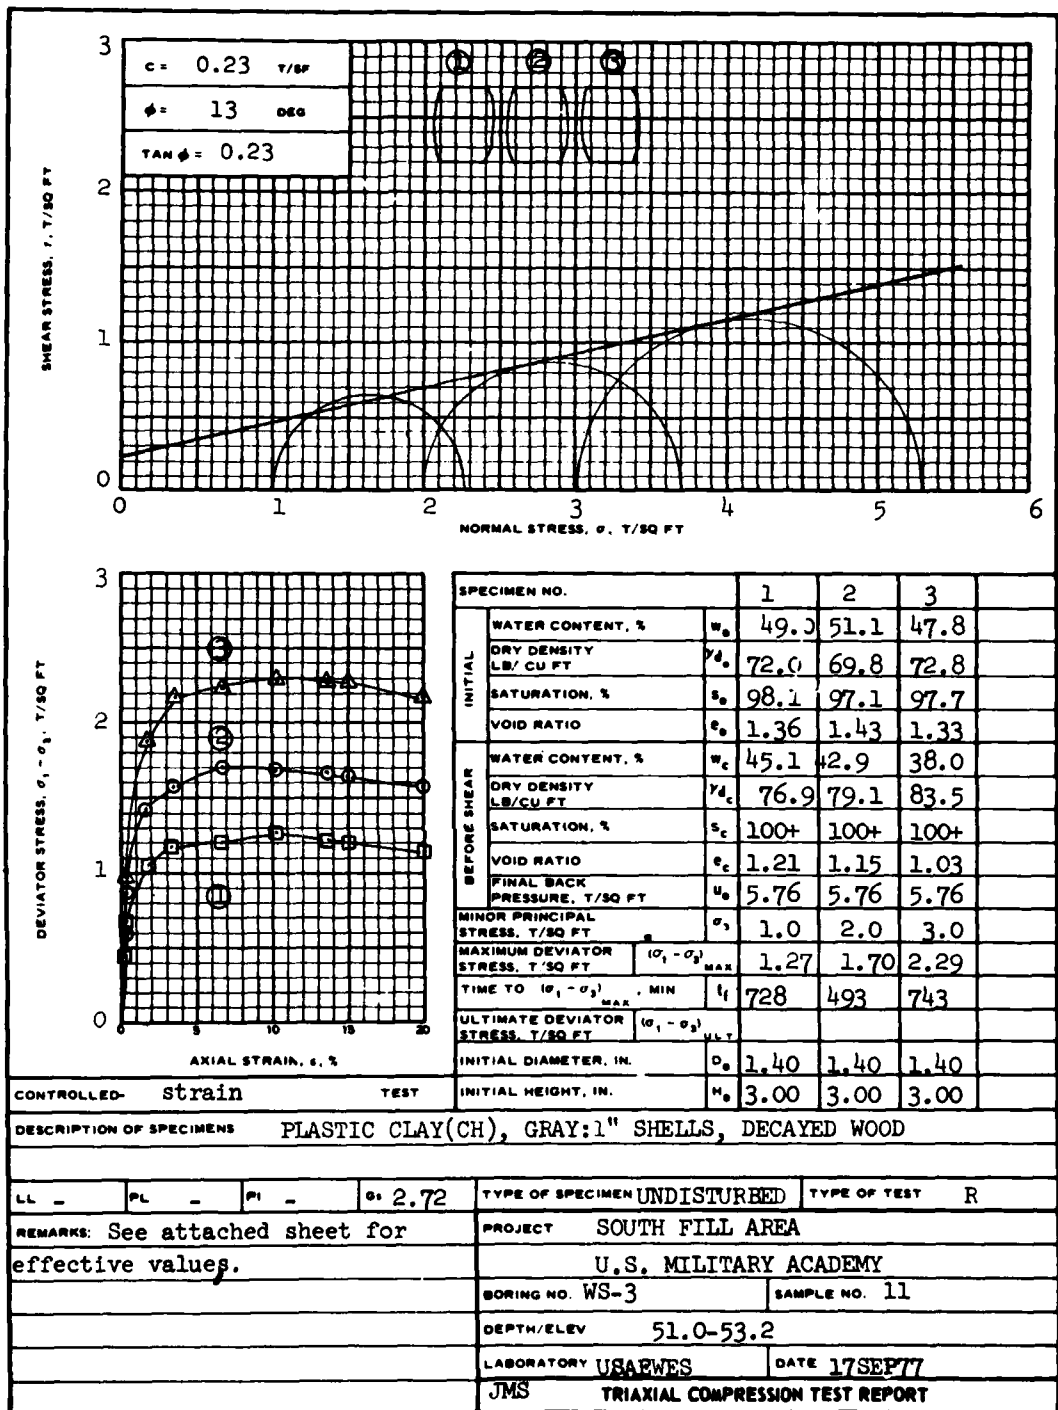 3
C = 0.23 T/SF
φ = 13 DEG
TAN φ = 0.23
① ② ③
2
1
0
SHEAR STRESS, τ, T/SQ FT
0 1 2 3 4 5 6
NORMAL STRESS, σ, T/SQ FT
3
2
1
0
③
②
①
DEVIATOR STRESS, σ₁ - σ₃, T/SQ FT
0 5 10 15 20
AXIAL STRAIN, ε, %
CONTROLLED- strain TEST
SPECIMEN NO. 1 2 3
INITIAL
WATER CONTENT, % wₒ 49.0 51.1 47.8
DRY DENSITY LB/ CU FT γdₒ 72.0 69.8 72.8
SATURATION, % Sₒ 98.1 97.1 97.7
VOID RATIO eₒ 1.36 1.43 1.33
BEFORE SHEAR
WATER CONTENT, % w_c 45.1 42.9 38.0
DRY DENSITY LB/CU FT γd_c 76.9 79.1 83.5
SATURATION, % S_c 100+ 100+ 100+
VOID RATIO e_c 1.21 1.15 1.03
FINAL BACK PRESSURE, T/SQ FT uₒ 5.76 5.76 5.76
MINOR PRINCIPAL STRESS, T/SQ FT σ₃ 1.0 2.0 3.0
MAXIMUM DEVIATOR STRESS, T/SQ FT (σ₁ - σ₃) MAX 1.27 1.70 2.29
TIME TO (σ₁ - σ₃) MAX, MIN t_f 728 493 743
ULTIMATE DEVIATOR STRESS, T/SQ FT (σ₁ - σ₃) ULT
INITIAL DIAMETER, IN. Dₒ 1.40 1.40 1.40
INITIAL HEIGHT, IN. Hₒ 3.00 3.00 3.00
DESCRIPTION OF SPECIMENS PLASTIC CLAY(CH), GRAY:1" SHELLS, DECAYED WOOD
LL - PL - PI - Gs 2.72
TYPE OF SPECIMEN UNDISTURBED TYPE OF TEST R
REMARKS: See attached sheet for
effective values.
PROJECT SOUTH FILL AREA
U.S. MILITARY ACADEMY
BORING NO. WS-3 SAMPLE NO. 11
DEPTH/ELEV 51.0-53.2
LABORATORY USAEWES DATE 17SEP77
JMS TRIAXIAL COMPRESSION TEST REPORT